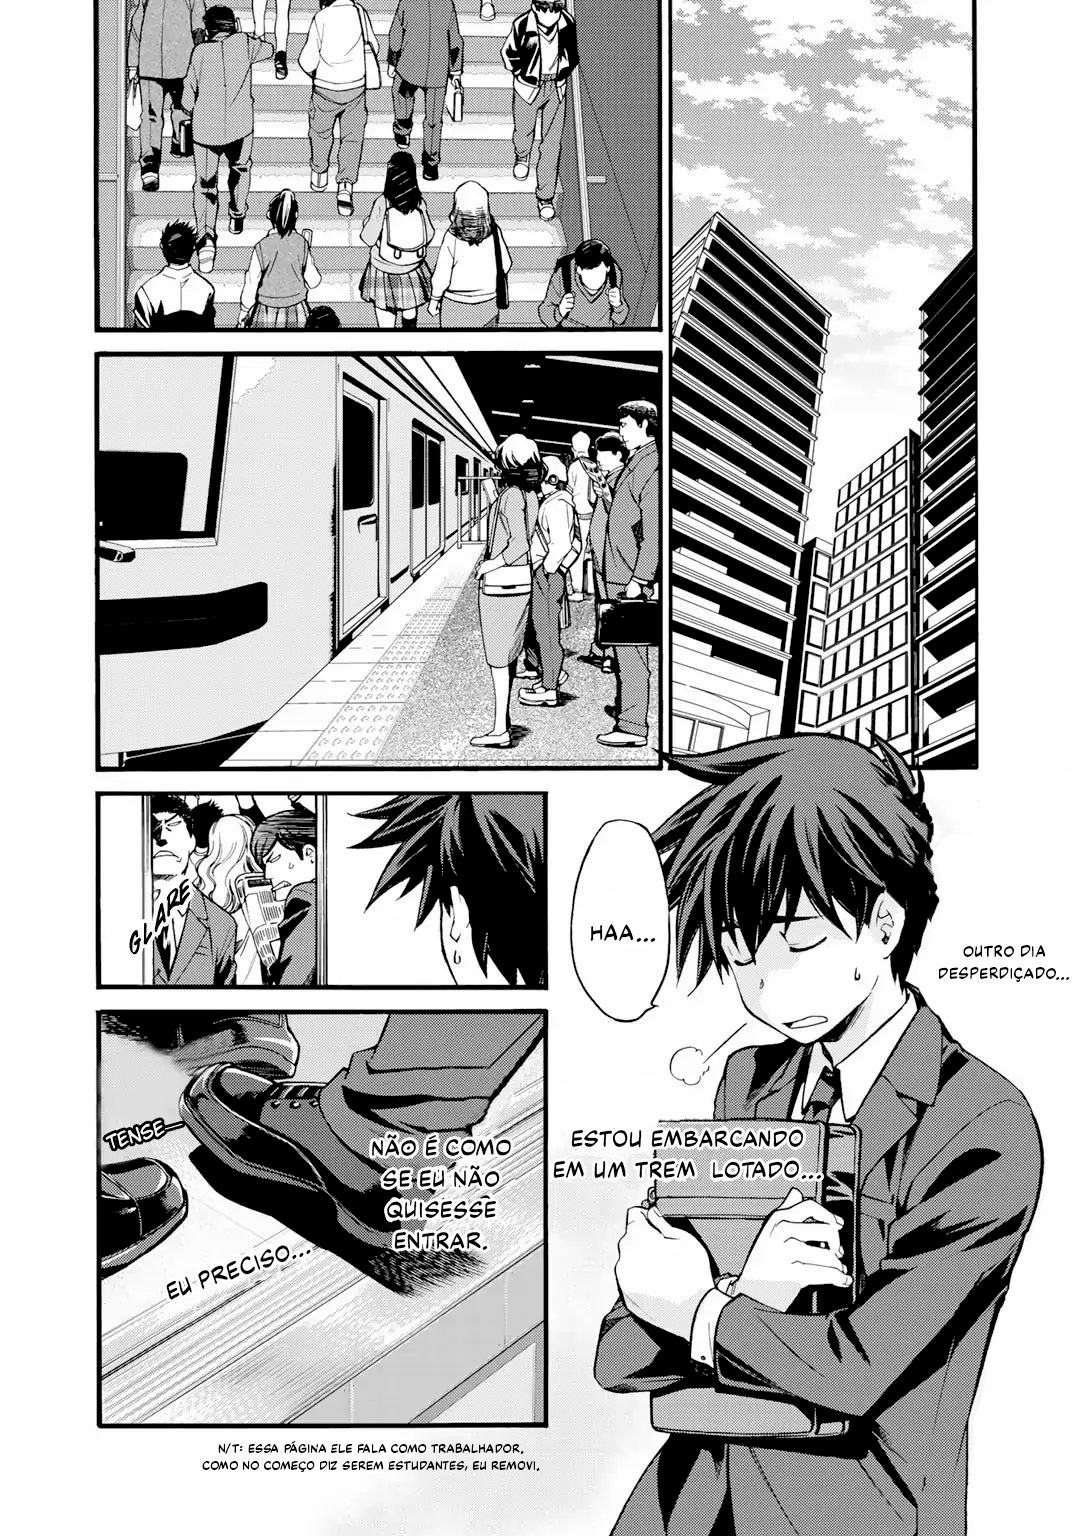 HAA...
OUTRO DIA
DESPERDIÇADO...
ESTOU EMBARCANDO
EM UM TREM LOTADO...
GLARE
TENSE—
NÃO É COMO
SE EU NÃO
QUISESSE
ENTRAR.
EU PRECISO...
N/T: ESSA PÁGINA ELE FALA COMO TRABALHADOR.
COMO NO COMEÇO DIZ SEREM ESTUDANTES, EU REMOVI.